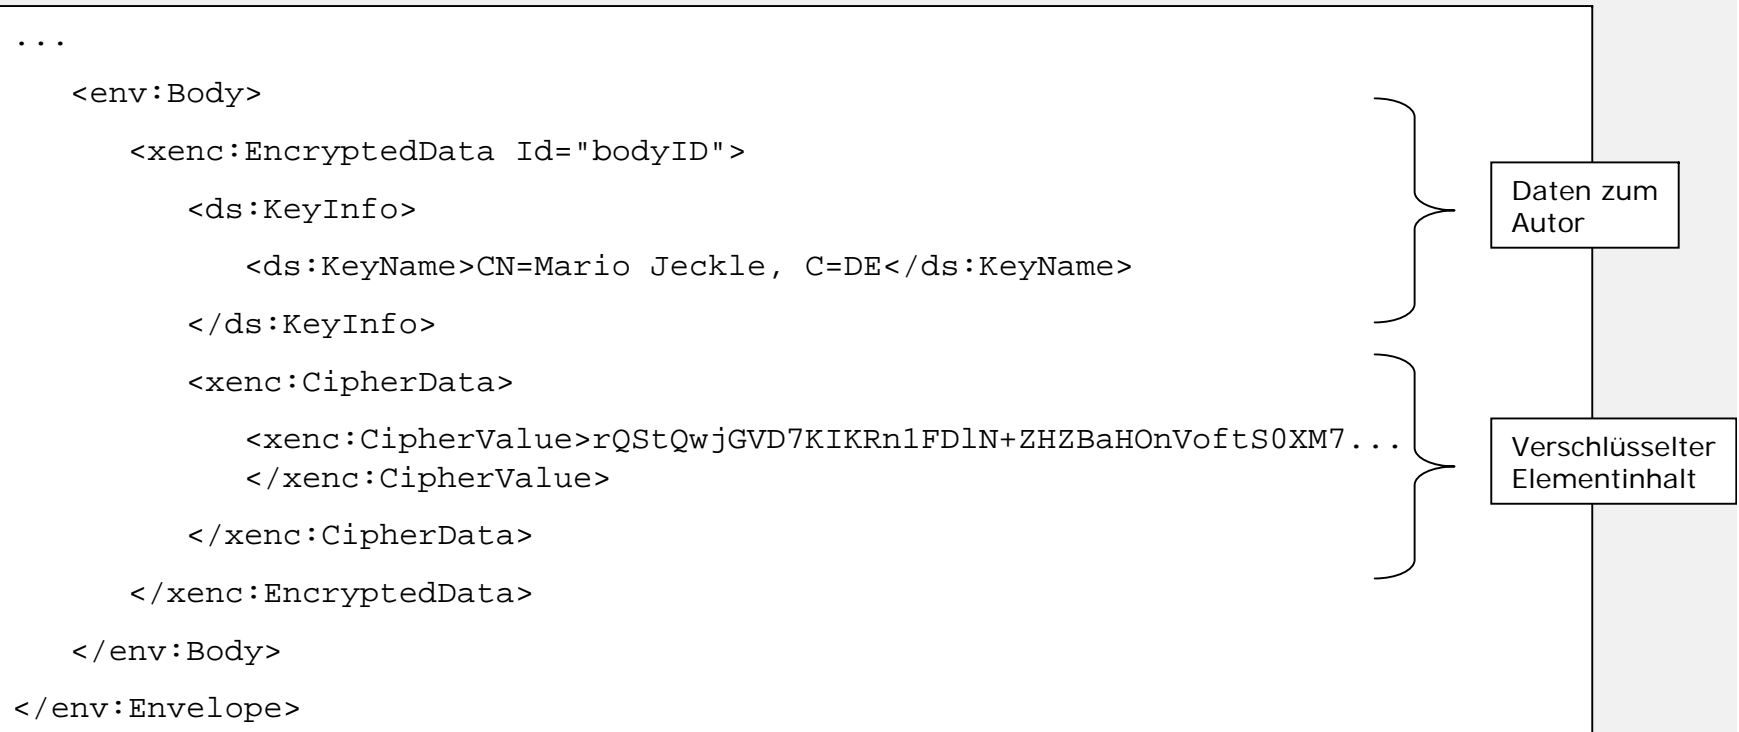 ...
<env:Body>
<xenc:EncryptedData Id="bodyID">
<ds:KeyInfo>
<ds:KeyName>CN=Mario Jeckle, C=DE</ds:KeyName>
</ds:KeyInfo>
<xenc:CipherData>
<xenc:CipherValue>rQStQwjGVD7KIKRn1FDlN+ZHZBaHOnVoftS0XM7...
</xenc:CipherValue>
</xenc:CipherData>
</xenc:EncryptedData>
</env:Body>
</env:Envelope>
Daten zum
Autor
Verschlüsselter
Elementinhalt